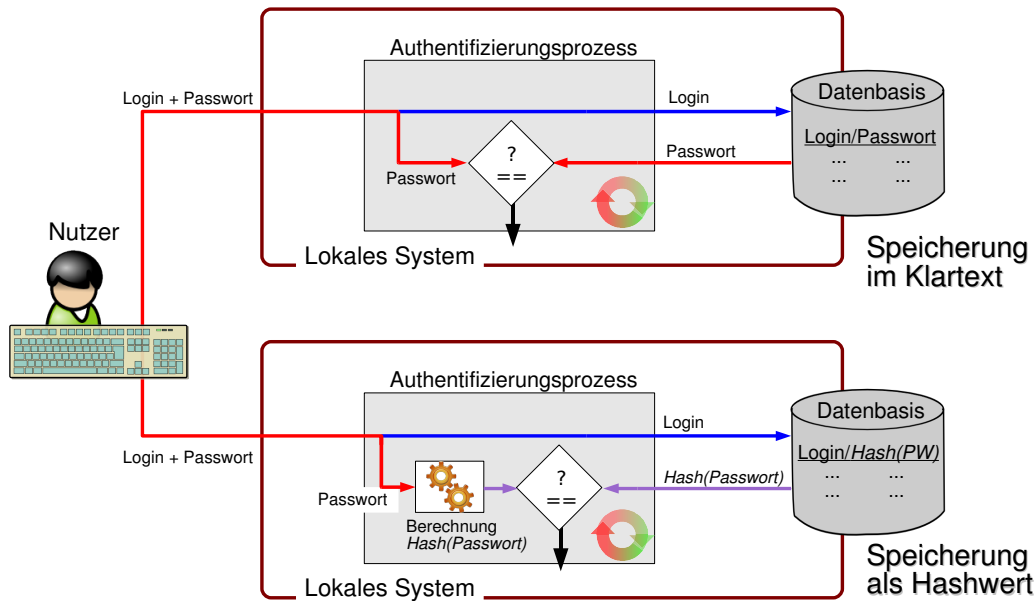 Authentifizierungsprozess
Login + Passwort
Login
Datenbasis
Login/Passwort
... ...
... ...
?
==
Passwort
Passwort
Lokales System
Speicherung
im Klartext
Nutzer
Authentifizierungsprozess
Login + Passwort
Login
Datenbasis
Login/Hash(PW)
... ...
... ...
?
==
Hash(Passwort)
Passwort
Berechnung
Hash(Passwort)
Lokales System
Speicherung
als Hashwert